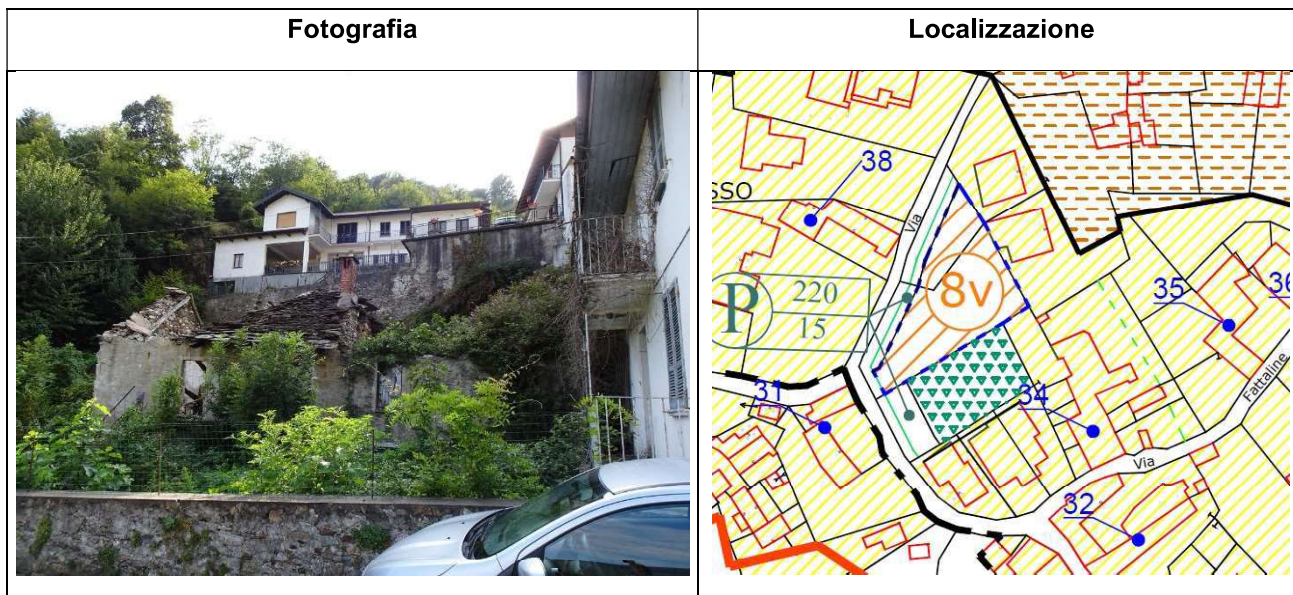 Fotografia
Localizzazione
38
SSO
Via
P
220
15
8v
35
36
31
34
Fattaline
Via
32